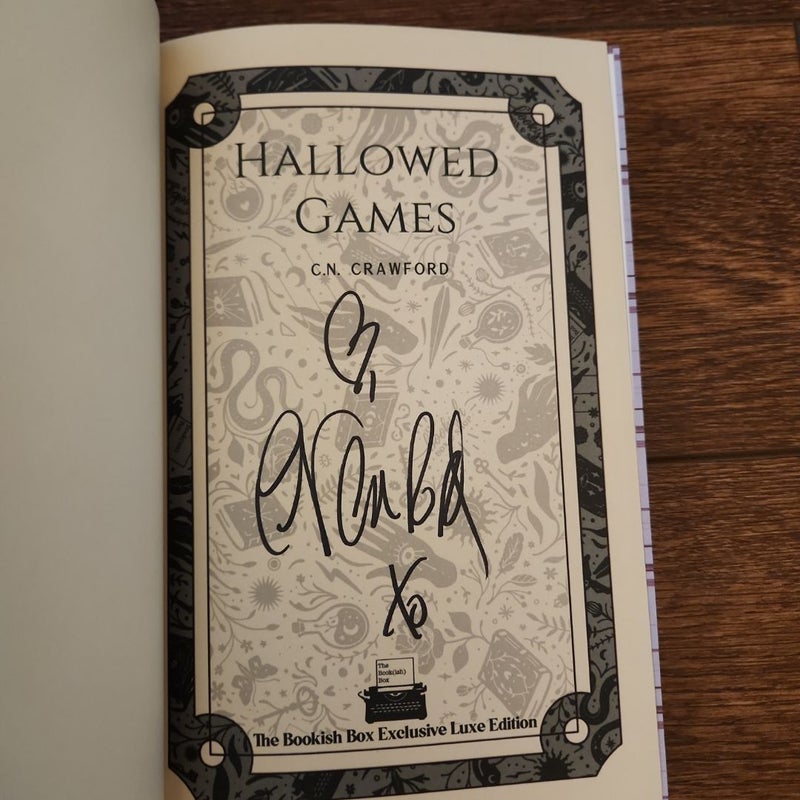 HALLOWED
GAMES
C.N. CRAWFORD
xo
The
Book(ish)
Box
The Bookish Box Exclusive Luxe Edition